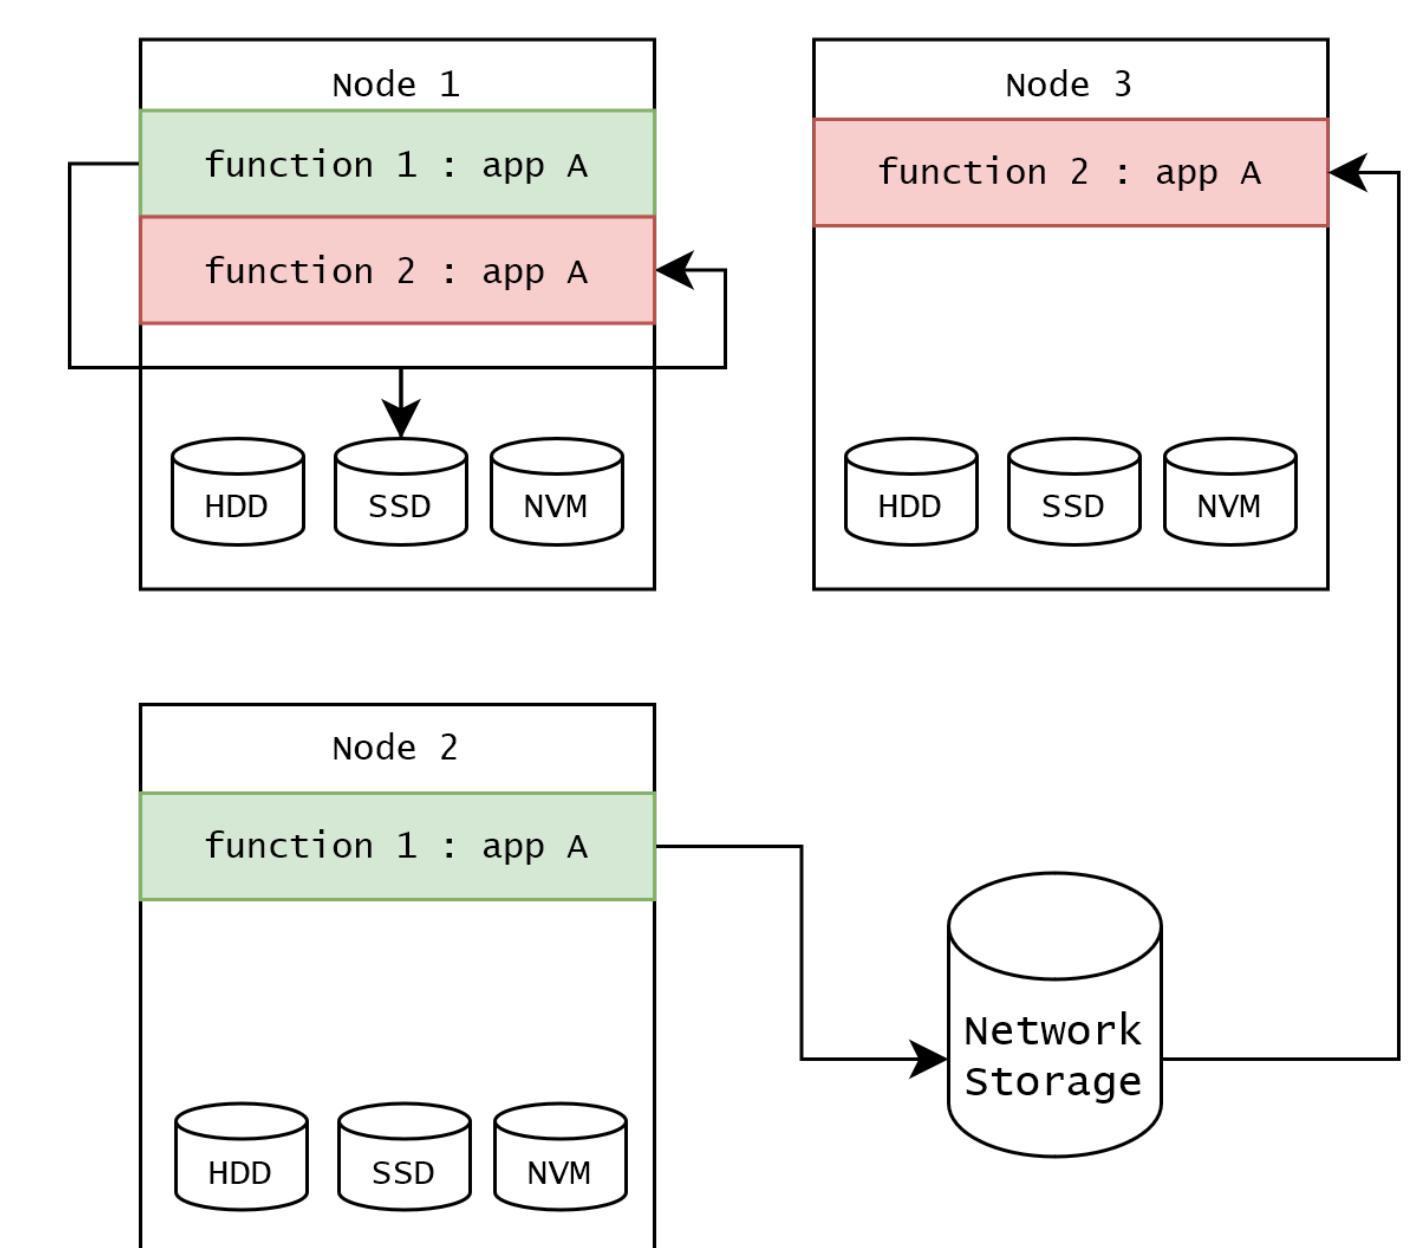 Node 1
function 1 : app A
function 2 : app A
HDD
SSD
NVM
Node 3
function 2 : app A
HDD
SSD
NVM
Node 2
function 1 : app A
HDD
SSD
NVM
Network
Storage